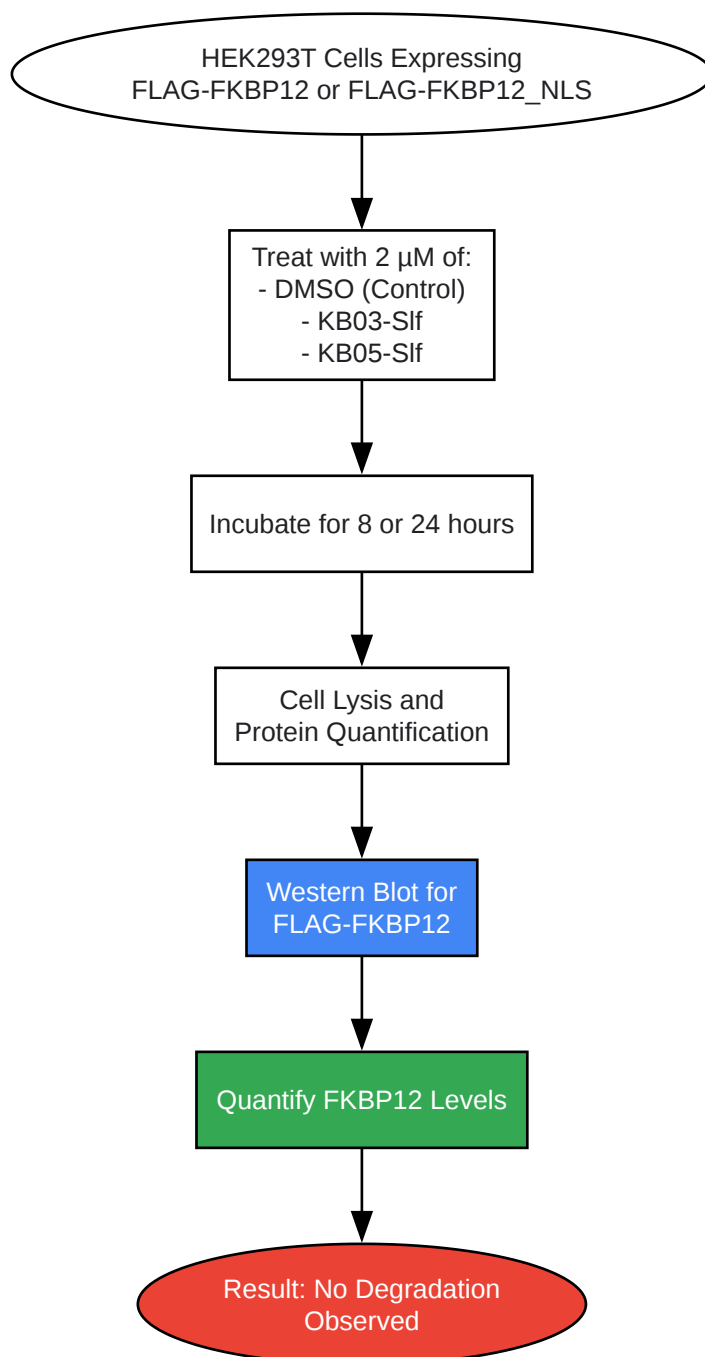 HEK293T Cells Expressing
FLAG-FKBP12 or FLAG-FKBP12_NLS
Treat with 2 µM of:
- DMSO (Control)
- KB03-Slf
- KB05-Slf
Incubate for 8 or 24 hours
Cell Lysis and
Protein Quantification
Western Blot for
FLAG-FKBP12
Quantify FKBP12 Levels
Result: No Degradation
Observed